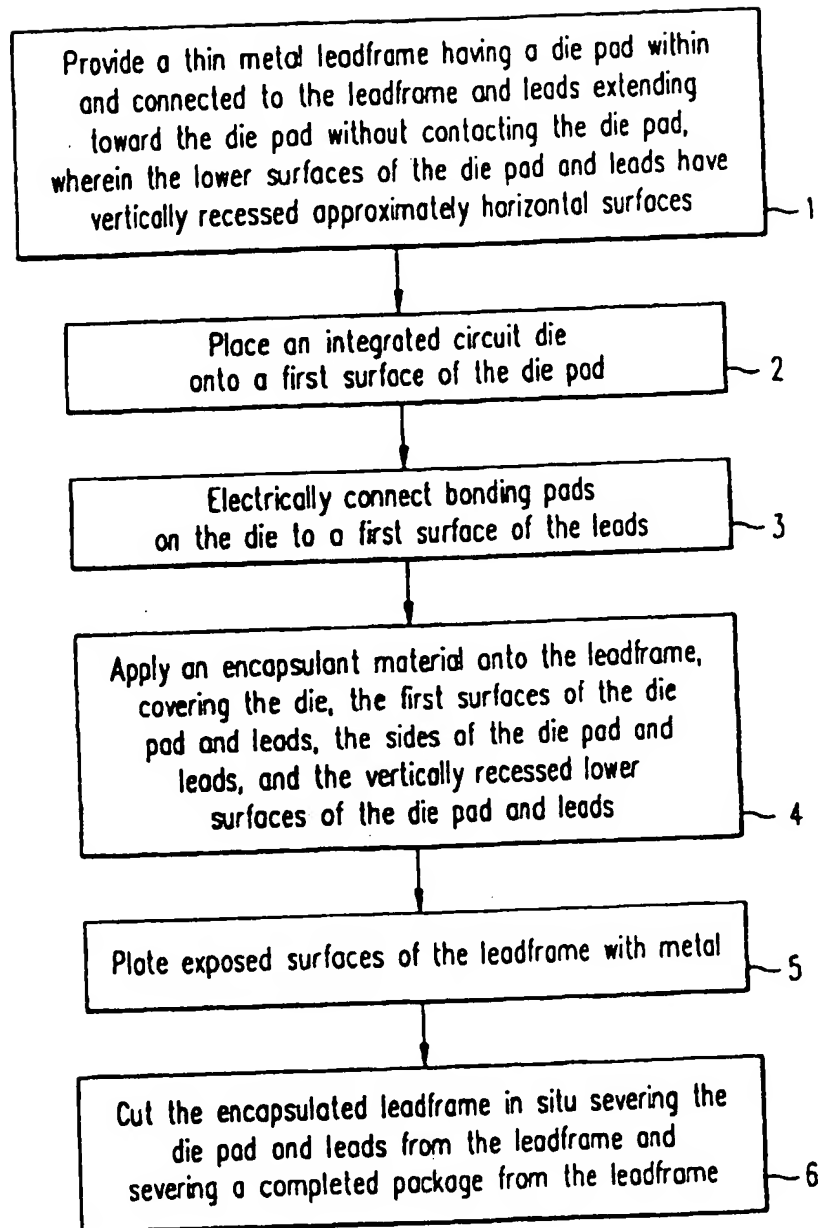 Provide a thin metal leadframe having a die pad within
and connected to the leadframe and leads extending
toward the die pad without contacting the die pad,
wherein the lower surfaces of the die pad and leads have
vertically recessed approximately horizontal surfaces
1
Place an integrated circuit die
onto a first surface of the die pad
2
Electrically connect bonding pads
on the die to a first surface of the leads
3
Apply an encapsulant material onto the leadframe,
covering the die, the first surfaces of the die
pad and leads, the sides of the die pad and
leads, and the vertically recessed lower
surfaces of the die pad and leads
4
Plate exposed surfaces of the leadframe with metal
5
Cut the encapsulated leadframe in situ severing the
die pad and leads from the leadframe and
severing a completed package from the leadframe
6